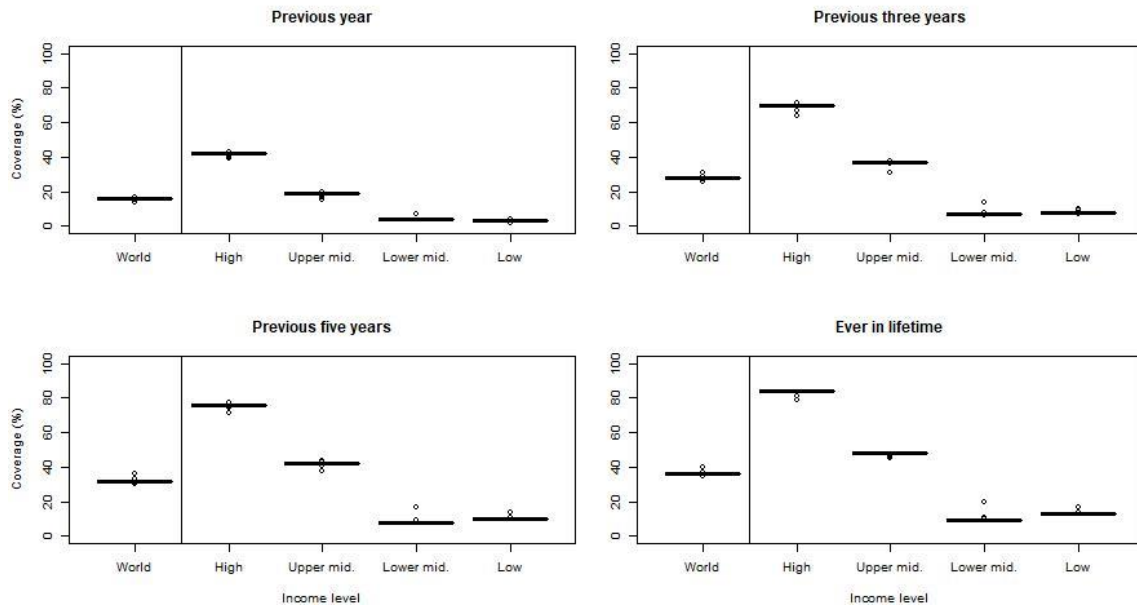 Previous year
Coverage (%)
100
80
60
40
20
0
World High Upper mid. Lower mid. Low
Previous three years
100
80
60
40
20
0
World High Upper mid. Lower mid. Low
Previous five years
Coverage (%)
100
80
60
40
20
0
World High Upper mid. Lower mid. Low
Income level
Ever in lifetime
100
80
60
40
20
0
World High Upper mid. Lower mid. Low
Income level